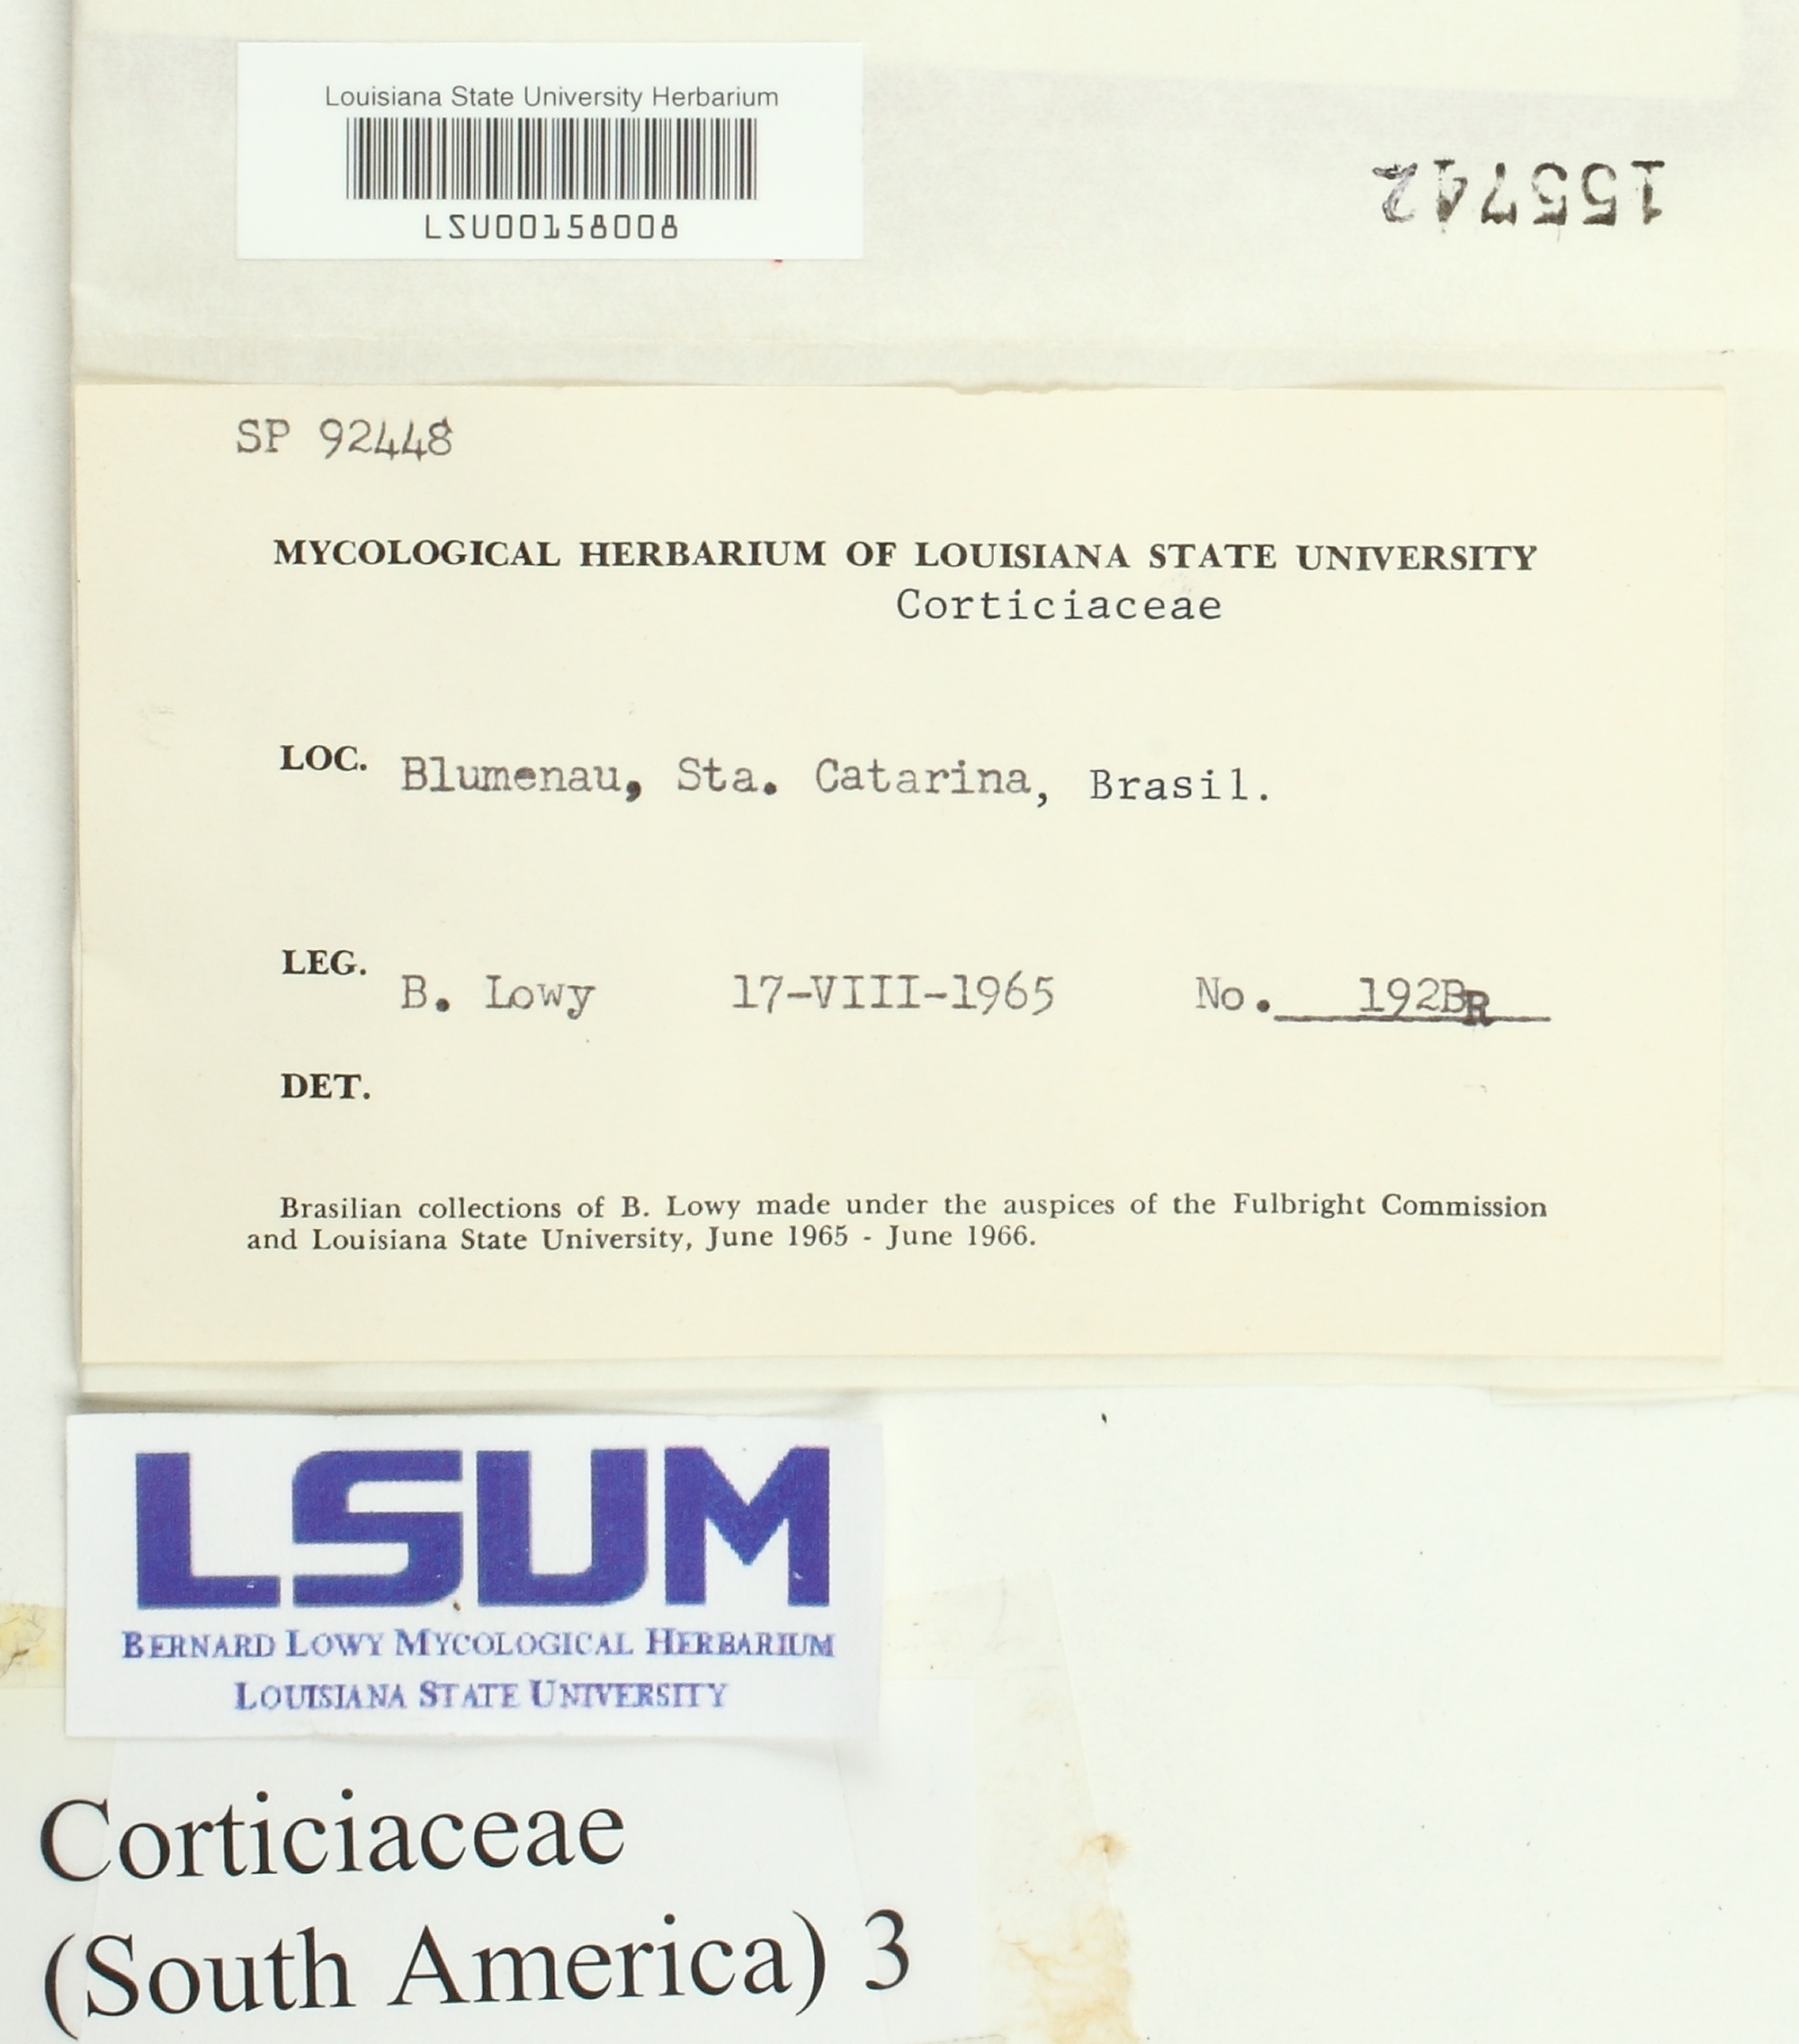 Louisiana State University Herbarium
LSU00158008
155742
SP 92448
MYCOLOGICAL HERBARIUM OF LOUISIANA STATE UNIVERSITY
Corticiaceae
LOC. Blumenau, Sta. Catarina, Brasil.
LEG. B. Lowy 17-VIII-1965 No. 192BR
DET.
Brasilian collections of B. Lowy made under the auspices of the Fulbright Commission
and Louisiana State University, June 1965 - June 1966.
LSUM
BERNARD LOWY MYCOLOGICAL HERBARIUM
LOUISIANA STATE UNIVERSITY
Corticiaceae
(South America) 3